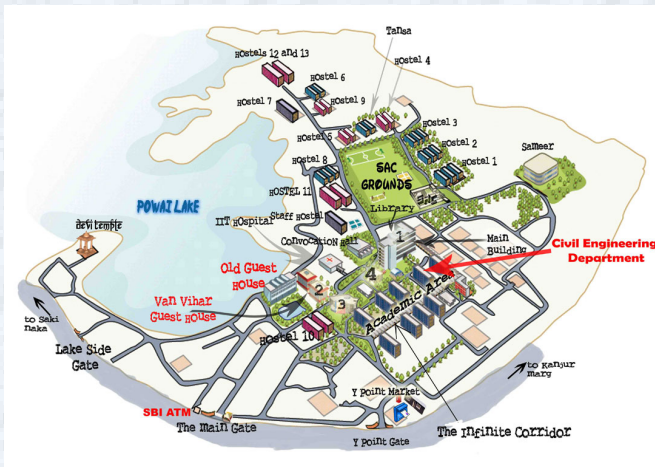 Tansa
Hostel 4
Hostels 12 and 13
Hostel 6
Hostel 7
Hostel 9
Hostel 5
Hostel 3
Hostel 2
Hostel 1
Sameer
SAC
GROUNDS
Hostel 8
HOSTEL 11
Library
POWAI LAKE
IIT Hospital
Staff Hostel
Convocation Hall
1
Main
Building
Civil Engineering
Department
devi temple
Old Guest
House
4
2
3
Academic Area
Van Vihar
Guest House
Hostel 10
to Saki
Naka
Lake Side
Gate
to Kanjur
Marg
Y Point Market
SBI ATM
The Main Gate
Y Point Gate
The Infinite Corridor